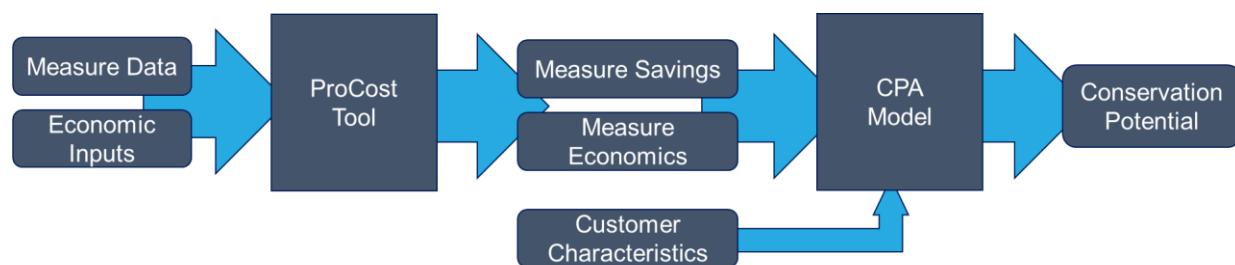 Measure Data
Economic
Inputs
ProCost
Tool
Measure Savings
Measure
Economics
Customer
Characteristics
CPA
Model
Conservation
Potential